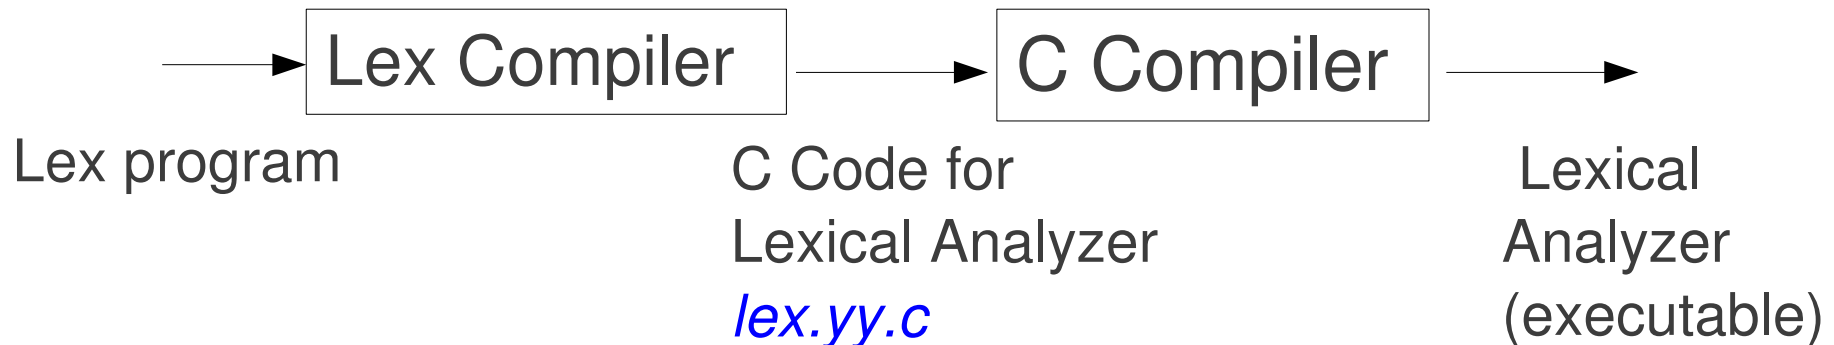 Lex Compiler
C Compiler
Lex program
C Code for
Lexical Analyzer
lex.yy.c
Lexical
Analyzer
(executable)